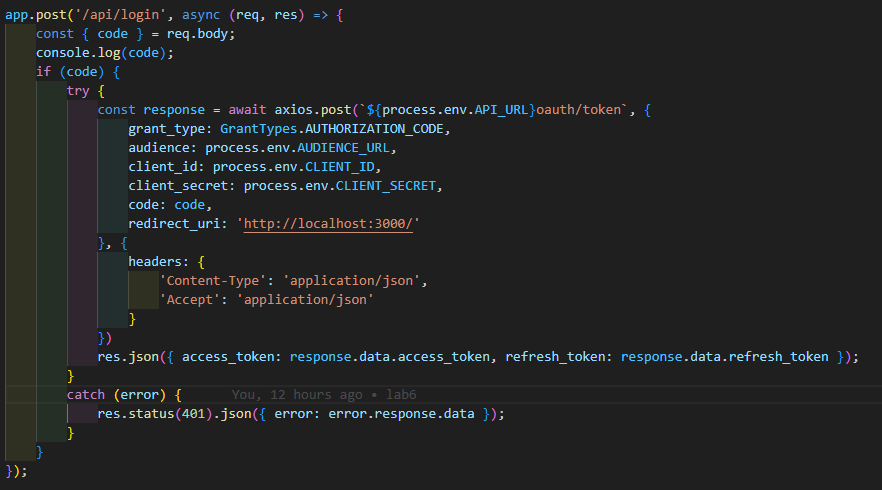 app.post('/api/login', async (req, res) => {
    const { code } = req.body;
    console.log(code);
    if (code) {
        try {
            const response = await axios.post(`${process.env.API_URL}oauth/token`, {
                grant_type: GrantTypes.AUTHORIZATION_CODE,
                audience: process.env.AUDIENCE_URL,
                client_id: process.env.CLIENT_ID,
                client_secret: process.env.CLIENT_SECRET,
                code: code,
                redirect_uri: 'http://localhost:3000/'
            }, {
                headers: {
                    'Content-Type': 'application/json',
                    'Accept': 'application/json'
                }
            })
            res.json({ access_token: response.data.access_token, refresh_token: response.data.refresh_token });
        }
        catch (error) {      You, 12 hours ago • lab6
            res.status(401).json({ error: error.response.data });
        }
    }
});